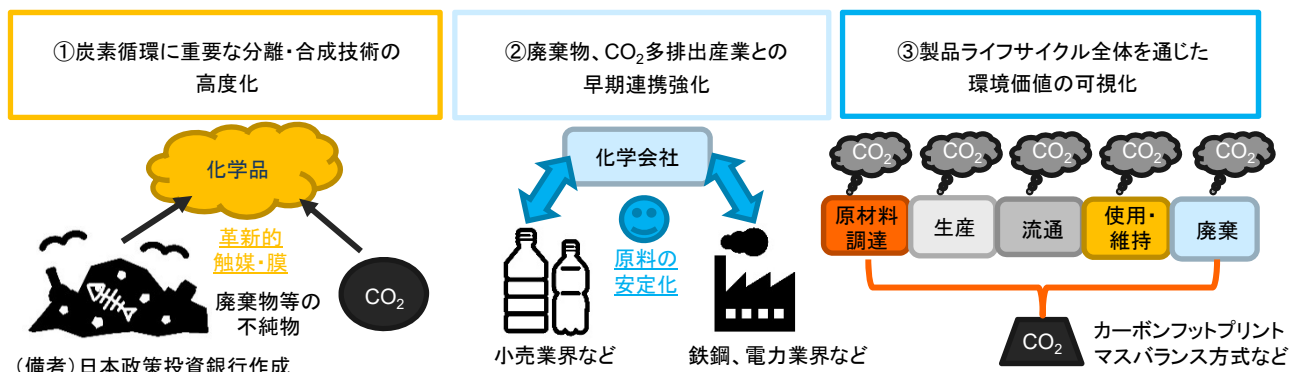 ①炭素循環に重要な分離・合成技術の
高度化
化学品
革新的
触媒・膜
廃棄物等の
不純物
CO₂
(備考)日本政策投資銀行作成
②廃棄物、CO₂多排出産業との
早期連携強化
化学会社
原料の
安定化
小売業界など
鉄鋼、電力業界など
③製品ライフサイクル全体を通じた
環境価値の可視化
CO₂
CO₂
CO₂
CO₂
CO₂
原材料
調達
生産
流通
使用・
維持
廃棄
CO₂
カーボンフットプリント
マスバランス方式など